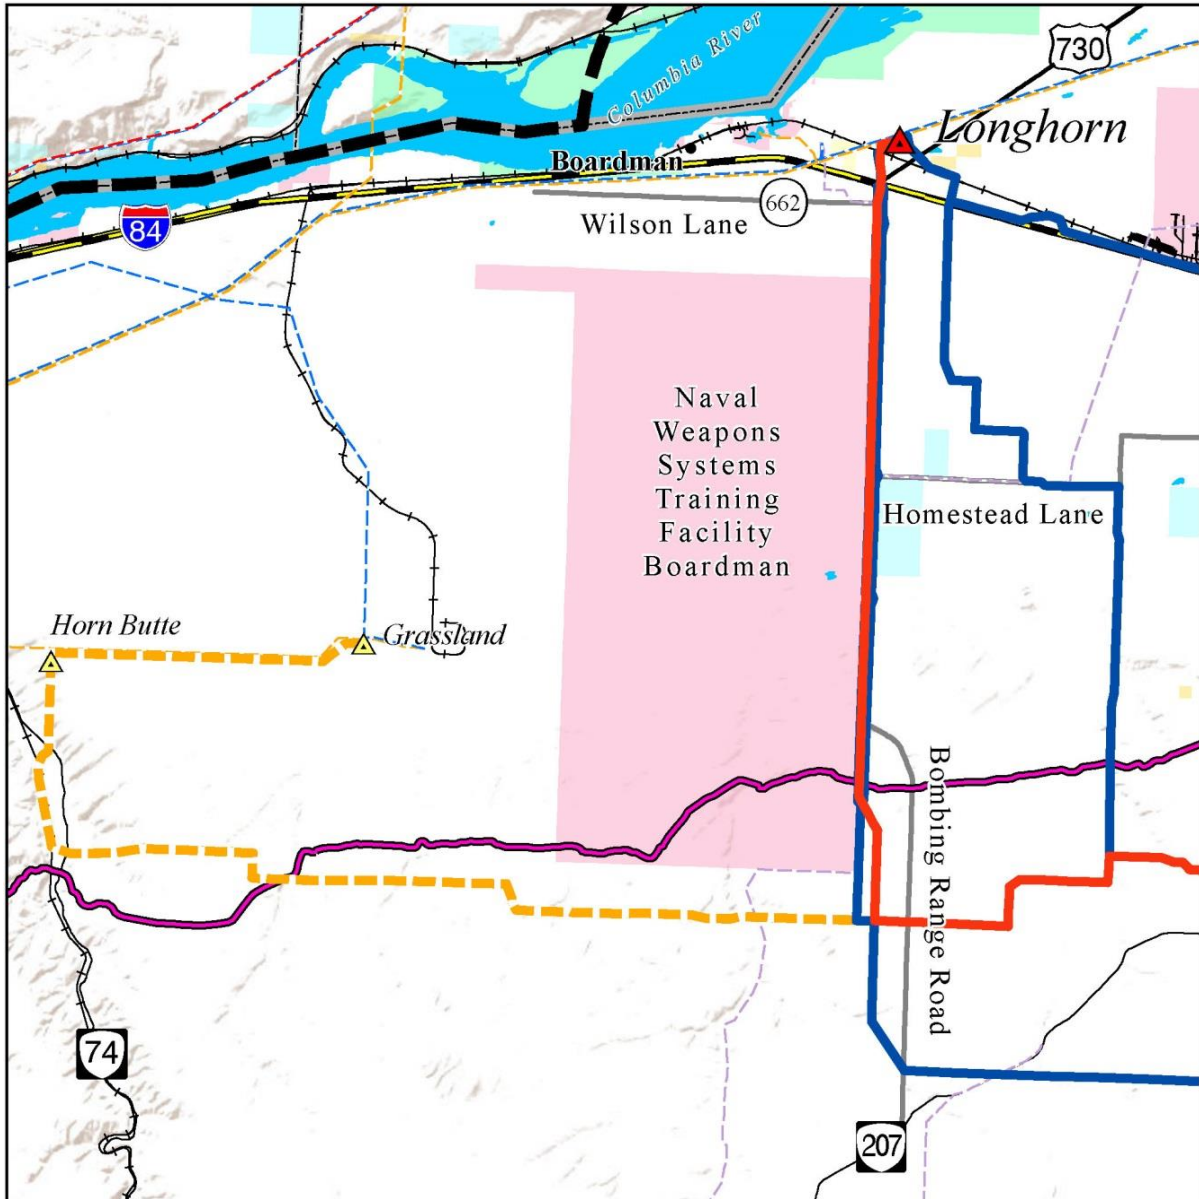 730
Columbia River
Longhorn
Boardman
84
Wilson Lane
662
Naval
Weapons
Systems
Training
Facility
Boardman
Homestead Lane
Horn Butte
Grassland
Bombing Range Road
74
207